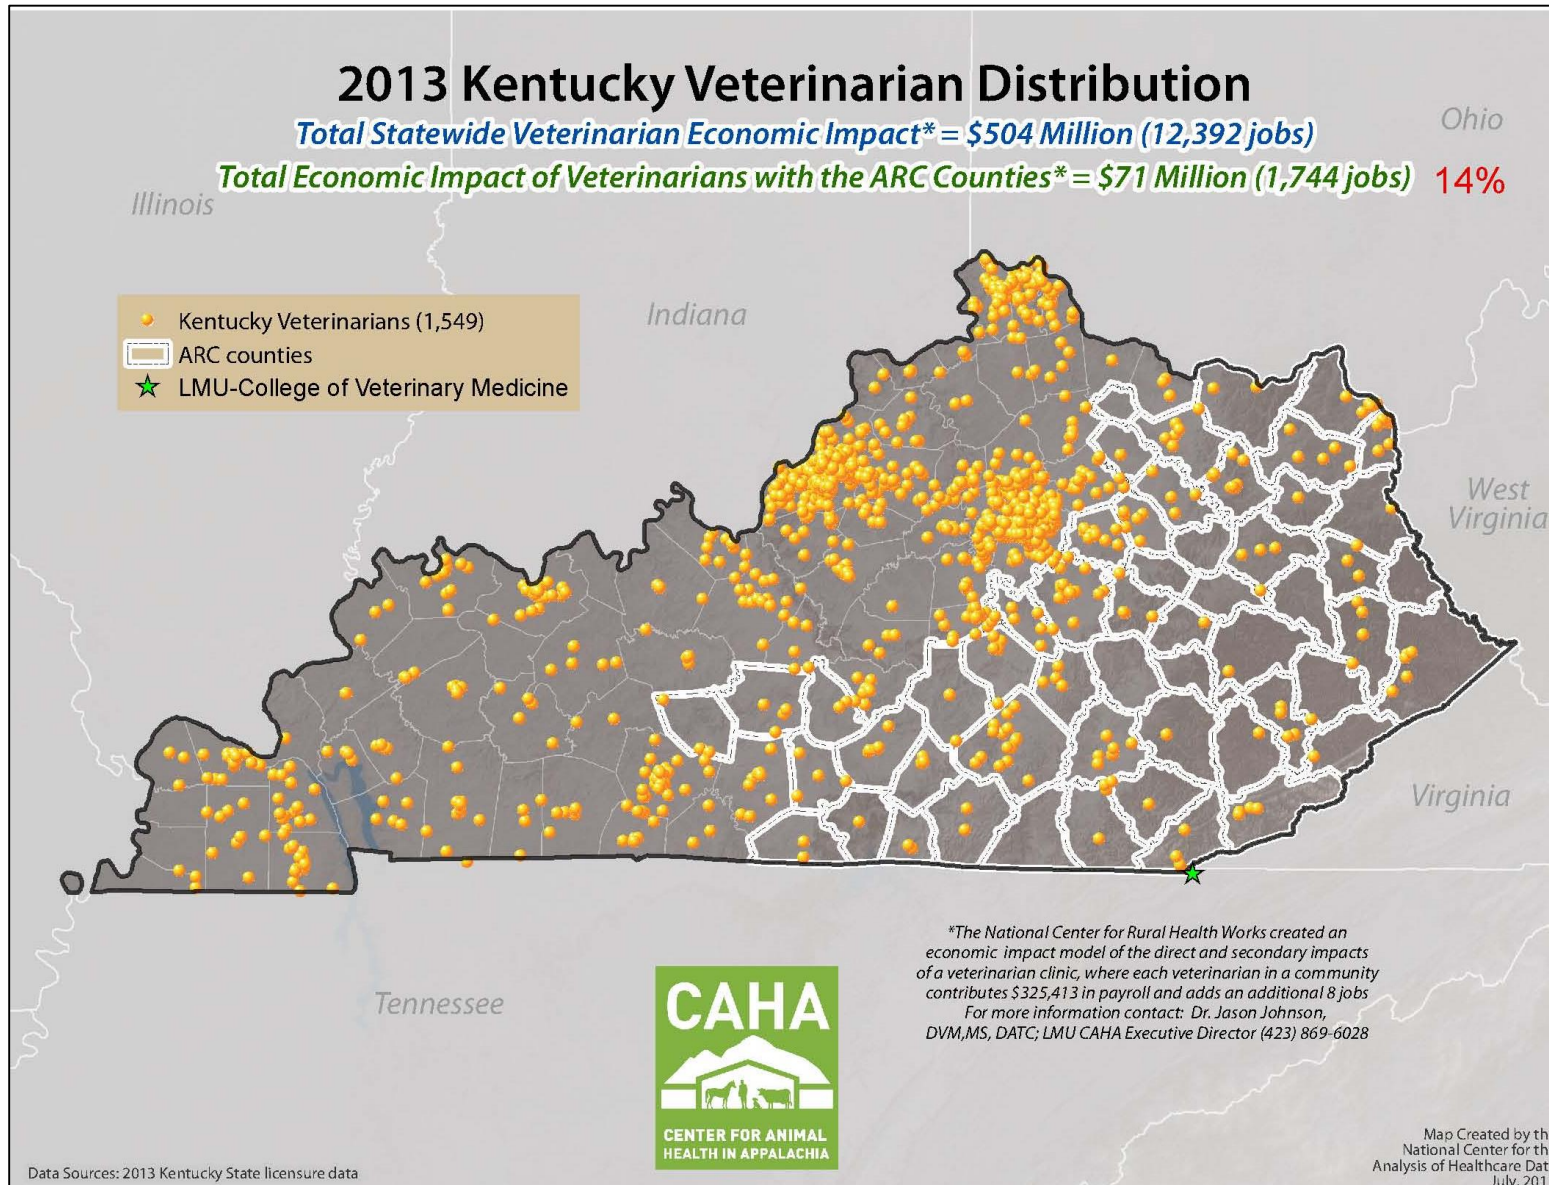 2013 Kentucky Veterinarian Distribution
Total Statewide Veterinarian Economic Impact* = $504 Million (12,392 jobs)
Total Economic Impact of Veterinarians with the ARC Counties* = $71 Million (1,744 jobs) 14%
Ohio
Illinois
Indiana
Kentucky Veterinarians (1,549)
ARC counties
LMU-College of Veterinary Medicine
West
Virginia
Virginia
Tennessee
*The National Center for Rural Health Works created an
economic impact model of the direct and secondary impacts
of a veterinarian clinic, where each veterinarian in a community
contributes $325,413 in payroll and adds an additional 8 jobs
For more information contact: Dr. Jason Johnson,
DVM,MS, DATC; LMU CAHA Executive Director (423) 869-6028
CAHA
CENTER FOR ANIMAL
HEALTH IN APPALACHIA
Data Sources: 2013 Kentucky State licensure data
Map Created by th
National Center for th
Analysis of Healthcare Dat
July, 201